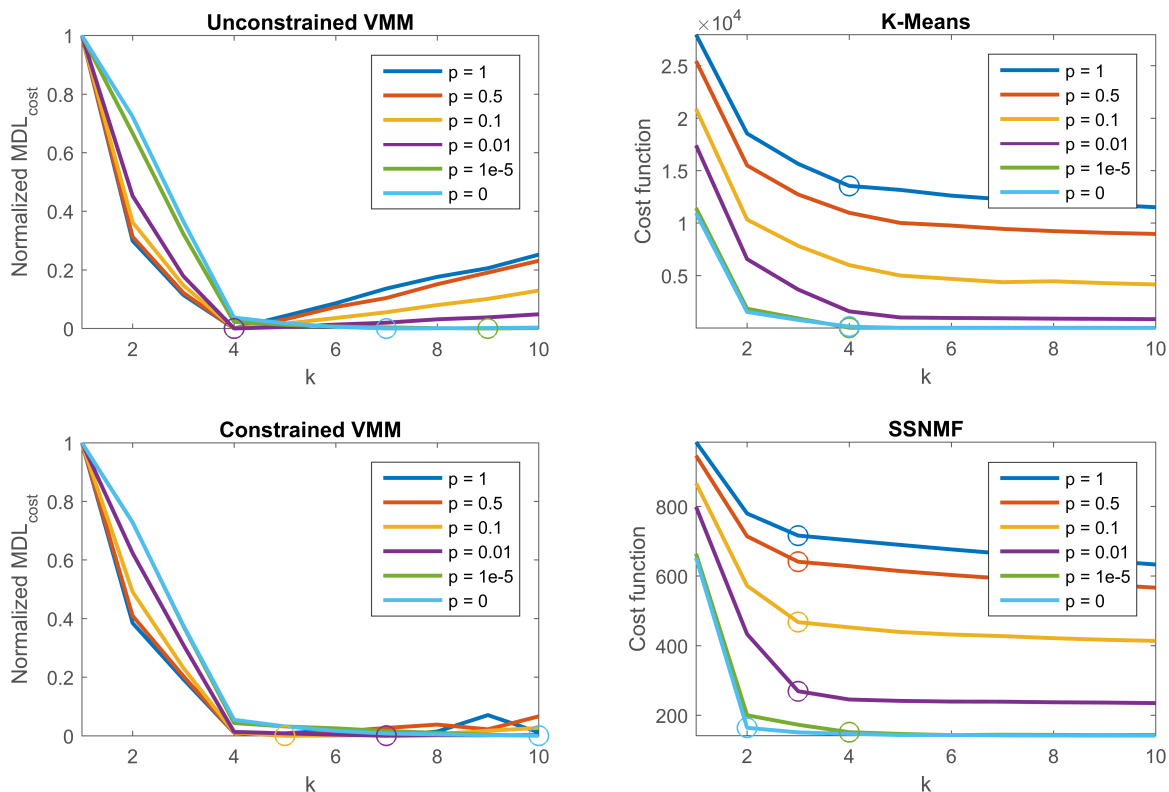 Unconstrained VMM
Normalized MDL_cost
1
0.8
0.6
0.4
0.2
0
2
4
6
8
10
k
p = 1
p = 0.5
p = 0.1
p = 0.01
p = 1e-5
p = 0
K-Means
×10^4
Cost function
2.5
2
1.5
1
0.5
2
4
6
8
10
k
p = 1
p = 0.5
p = 0.1
p = 0.01
p = 1e-5
p = 0
Constrained VMM
Normalized MDL_cost
1
0.8
0.6
0.4
0.2
0
2
4
6
8
10
k
p = 1
p = 0.5
p = 0.1
p = 0.01
p = 1e-5
p = 0
SSNMF
Cost function
800
600
400
200
2
4
6
8
10
k
p = 1
p = 0.5
p = 0.1
p = 0.01
p = 1e-5
p = 0